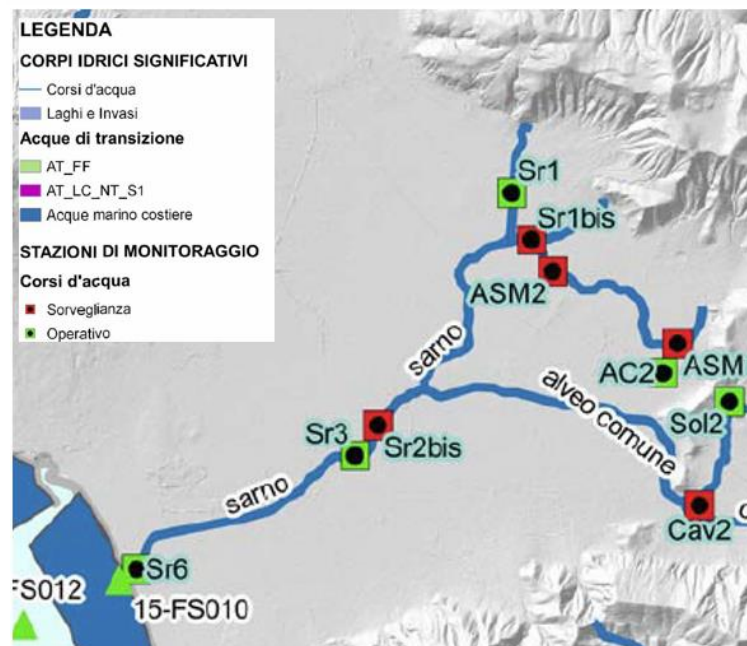 LEGENDA
CORPI IDRICI SIGNIFICATIVI
Corsi d'acqua
Laghi e Invasi
Acque di transizione
AT_FF
AT_LC_NT_S1
Acque marino costiere
STAZIONI DI MONITORAGGIO
Corsi d'acqua
Sorveglianza
Operativo
Sr1
Sr1bis
ASM2
sarno
AC2
ASM
alveo comune
Sol2
Sr3
Sr2bis
sarno
Cav2
Sr6
FS012
15-FS010